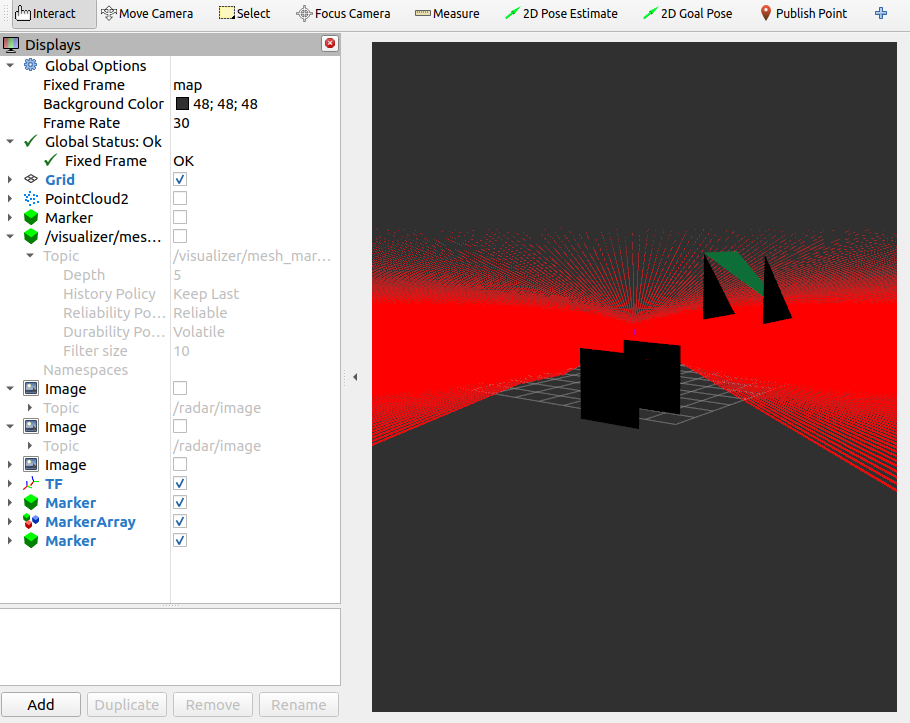 Interact Move Camera Select Focus Camera Measure 2D Pose Estimate 2D Goal Pose Publish Point
Displays
Global Options
Fixed Frame map
Background Color 48; 48; 48
Frame Rate 30
Global Status: Ok
Fixed Frame OK
Grid
PointCloud2
Marker
/visualizer/mes...
Topic /visualizer/mesh_mar...
Depth 5
History Policy Keep Last
Reliability Po... Reliable
Durability Po... Volatile
Filter size 10
Namespaces
Image
Topic /radar/image
Image
Topic /radar/image
Image
TF
Marker
MarkerArray
Marker
Add Duplicate Remove Rename